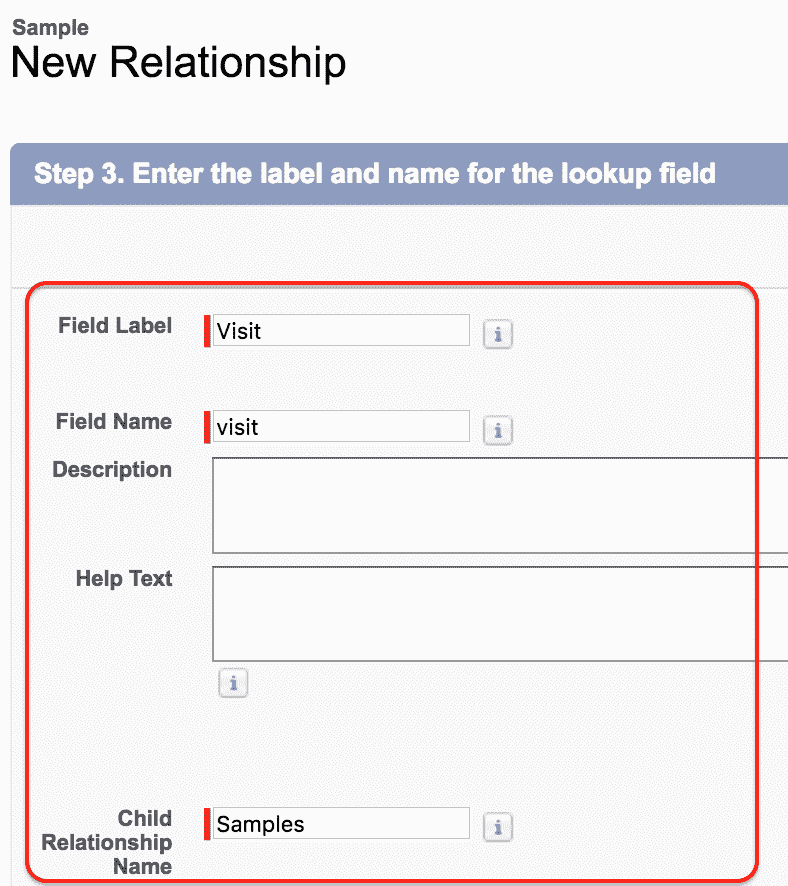 Sample
New Relationship
Step 3. Enter the label and name for the lookup field
Field Label Visit i
Field Name visit i
Description
Help Text
i
Child
Relationship Samples i
Name